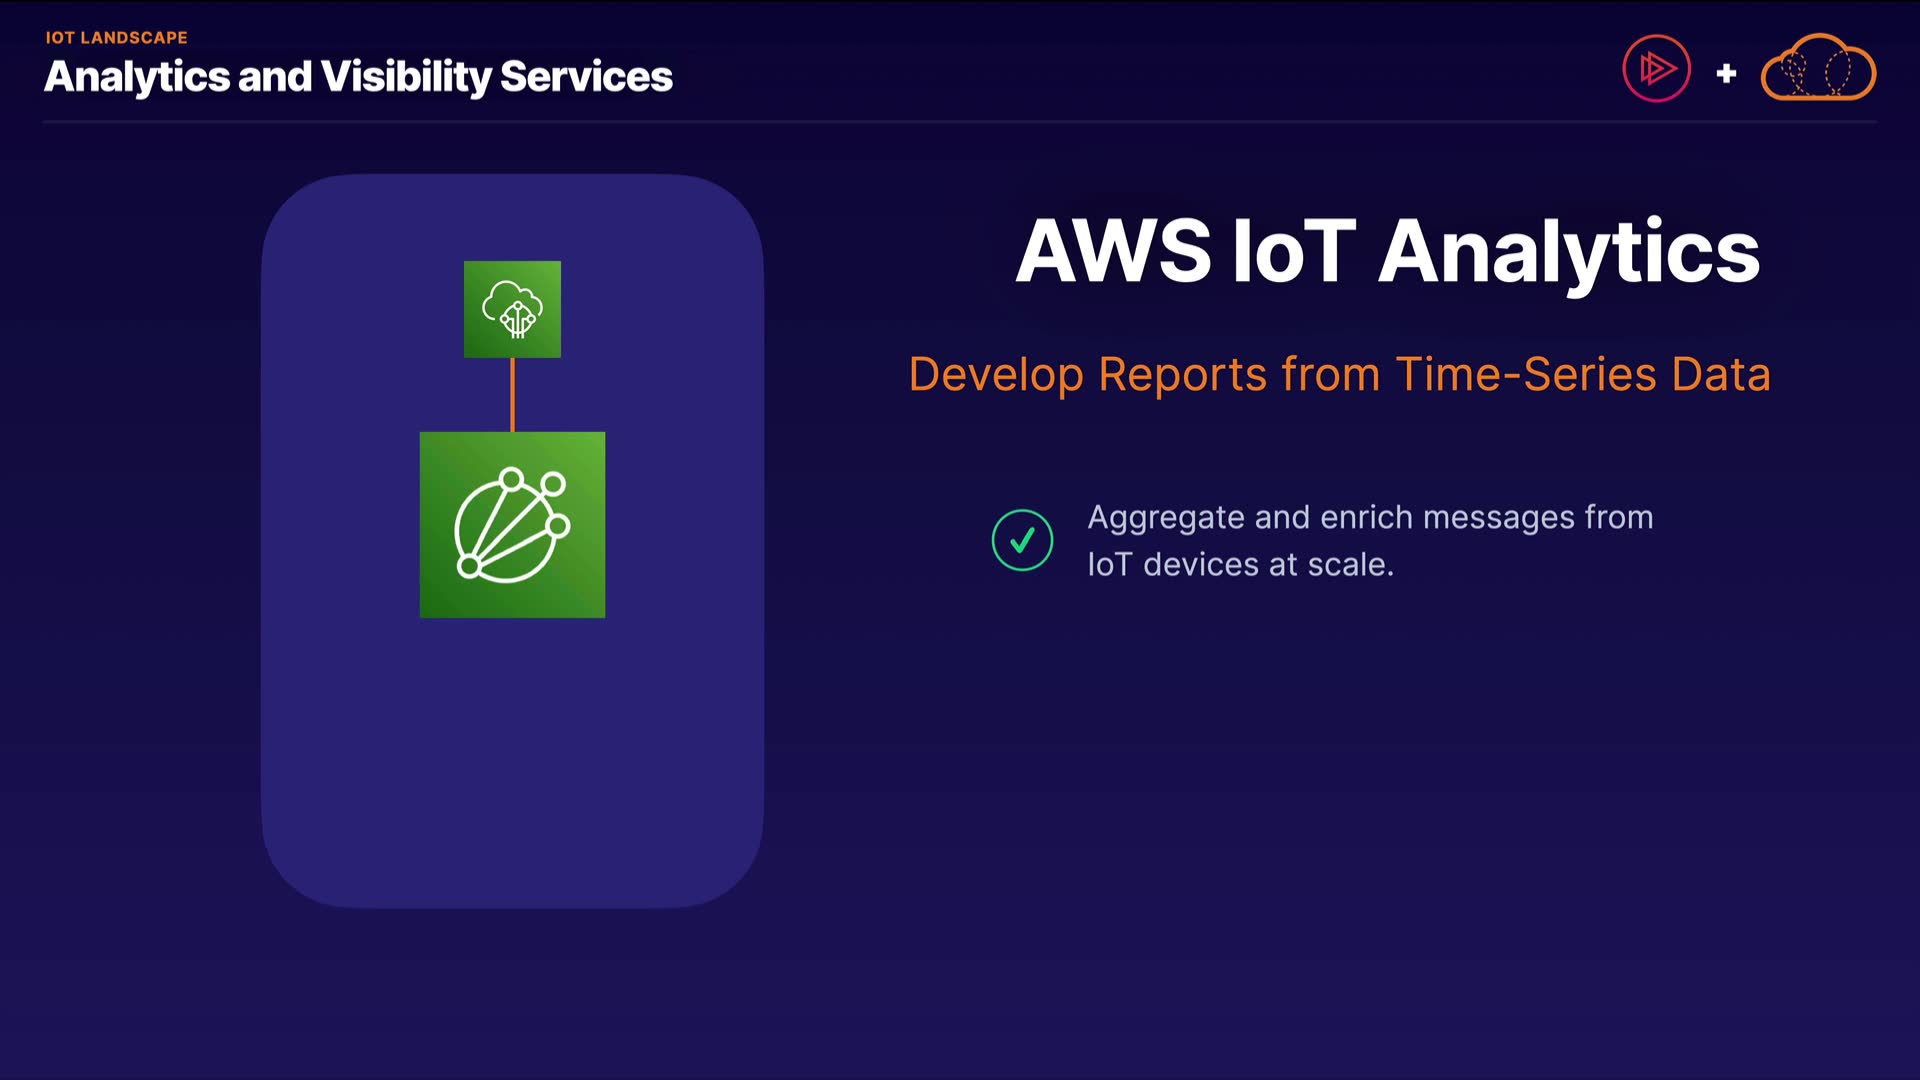 IOT LANDSCAPE
Analytics and Visibility Services
+
AWS IoT Analytics
Develop Reports from Time-Series Data
Aggregate and enrich messages from
IoT devices at scale.